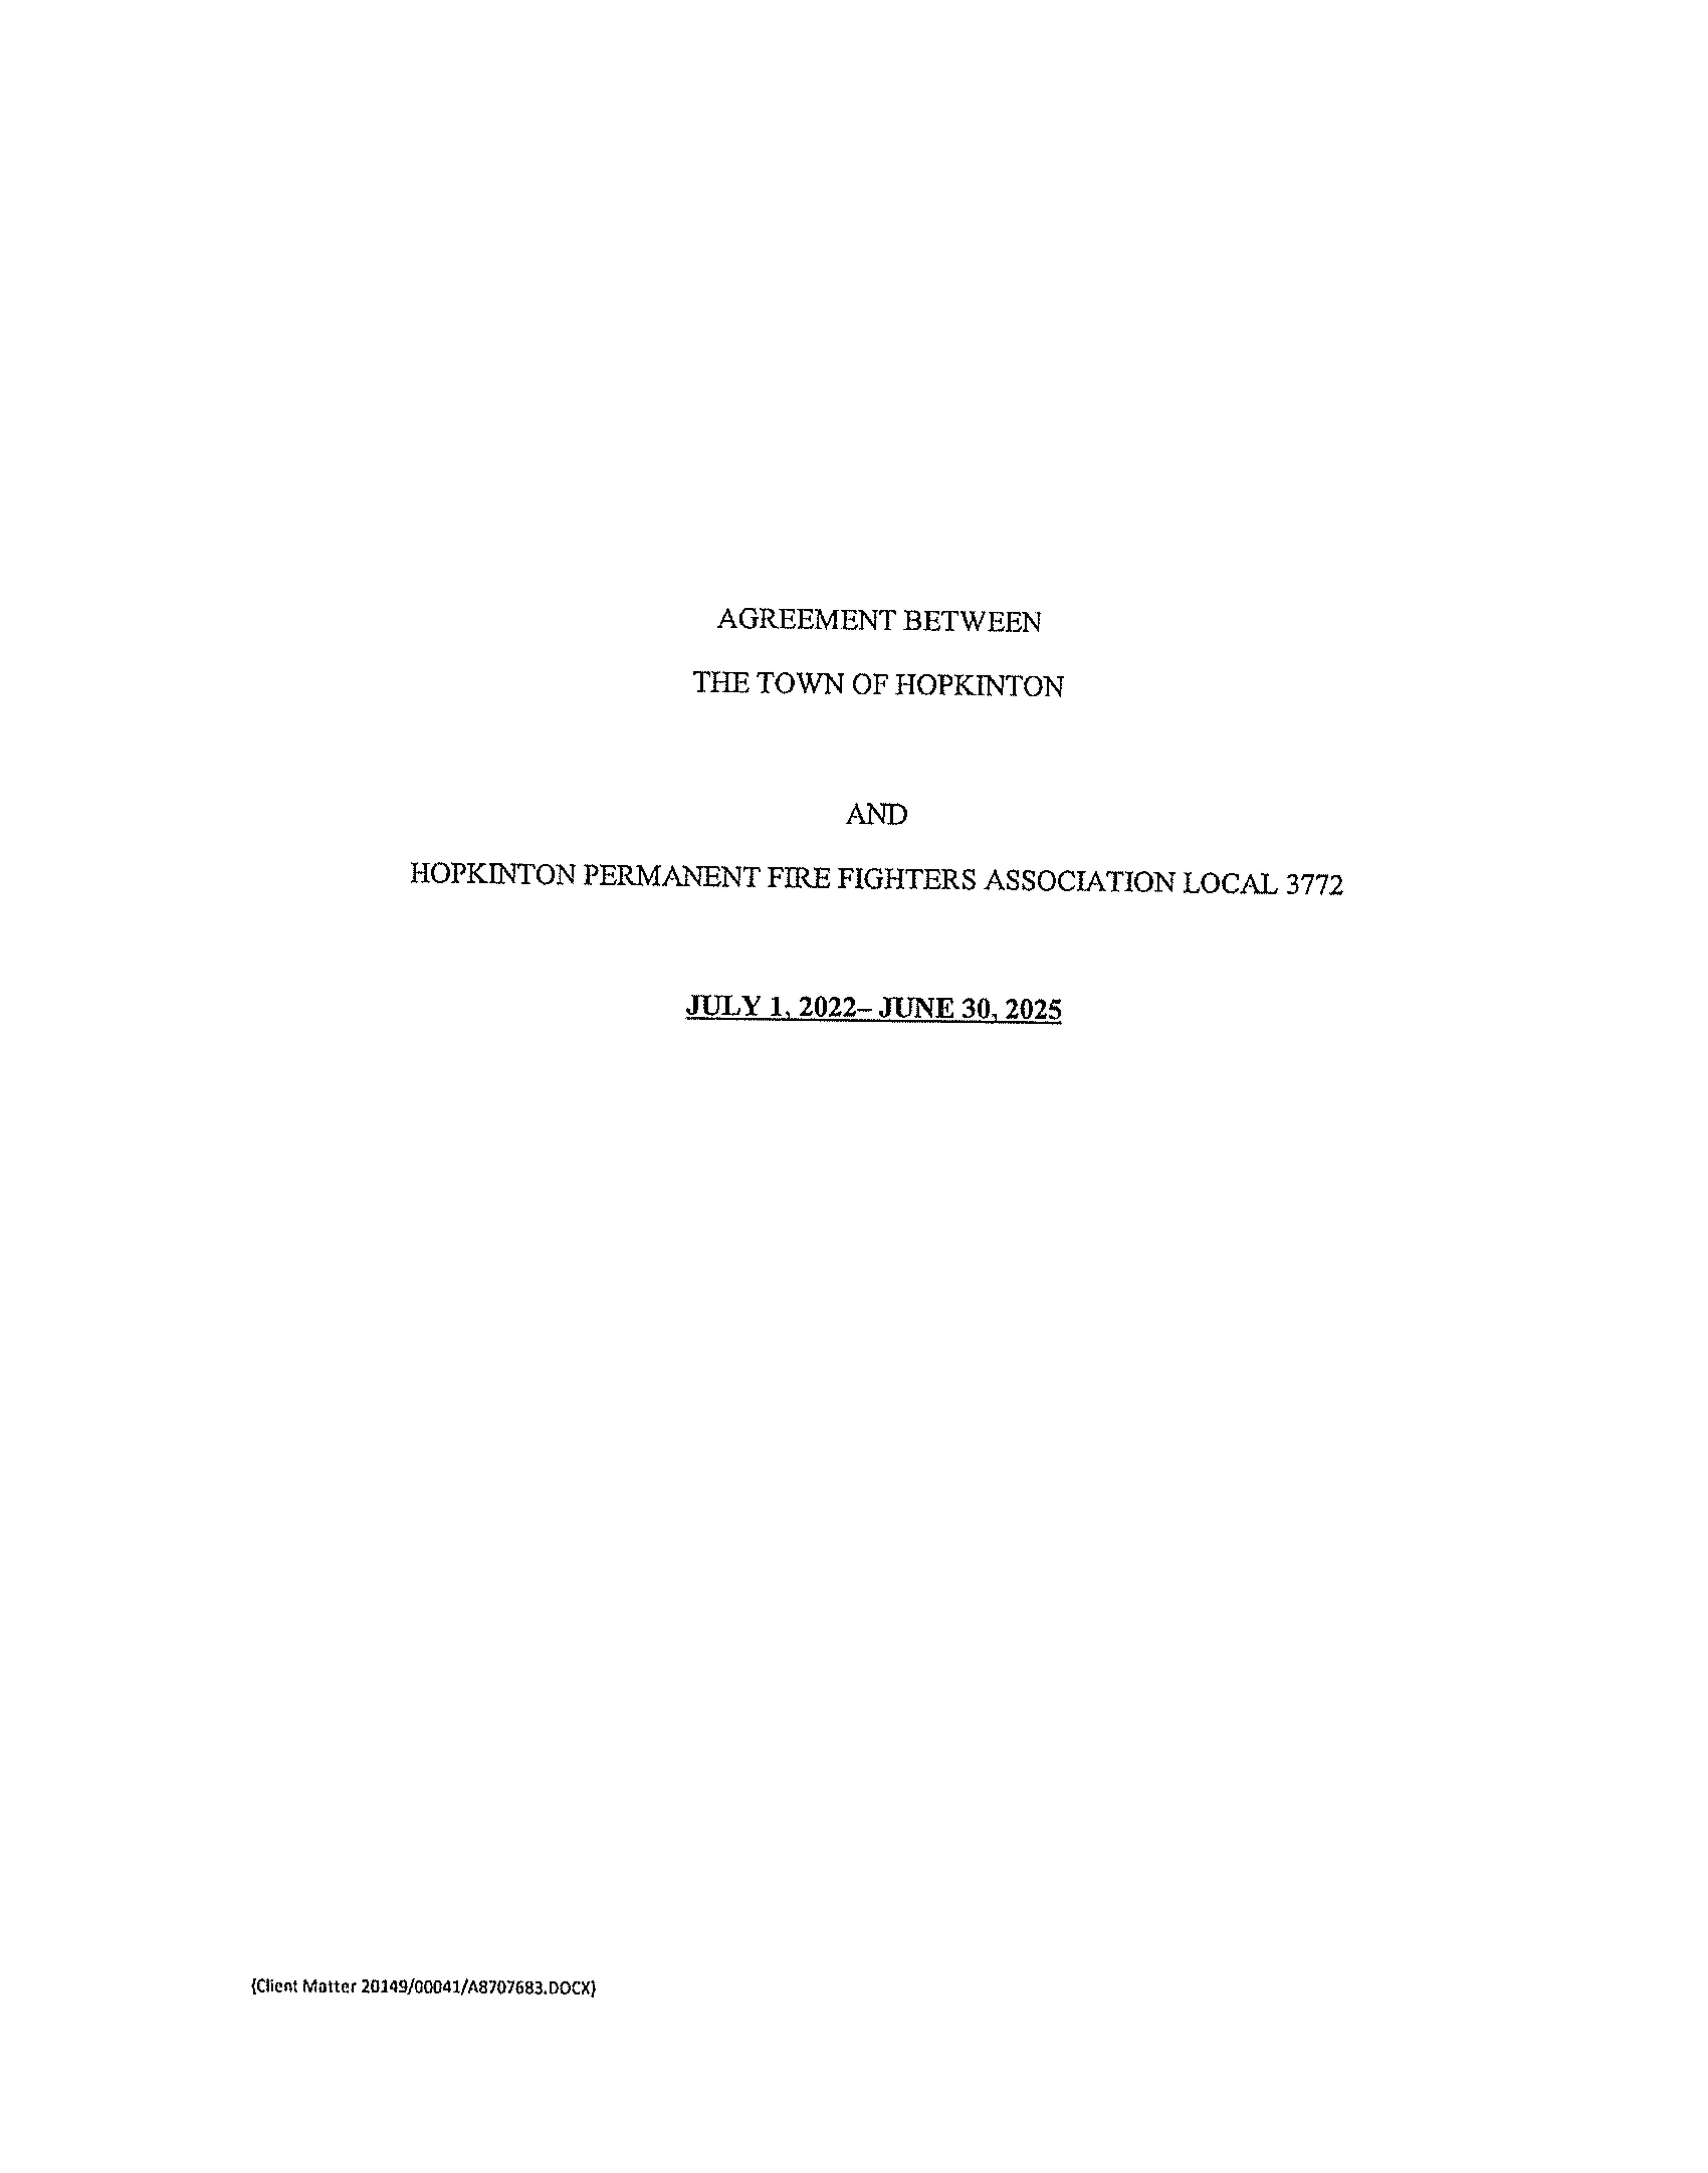 AGREEMENT BETWEEN
THE TOWN OF HOPKINTON
AND
HOPKINTON PERMANENT FIRE FIGHTERS ASSOCIATION LOCAL 3772
JULY 1, 2022– JUNE 30, 2025
{Client Matter 20149/00041/A8707683.DOCX}